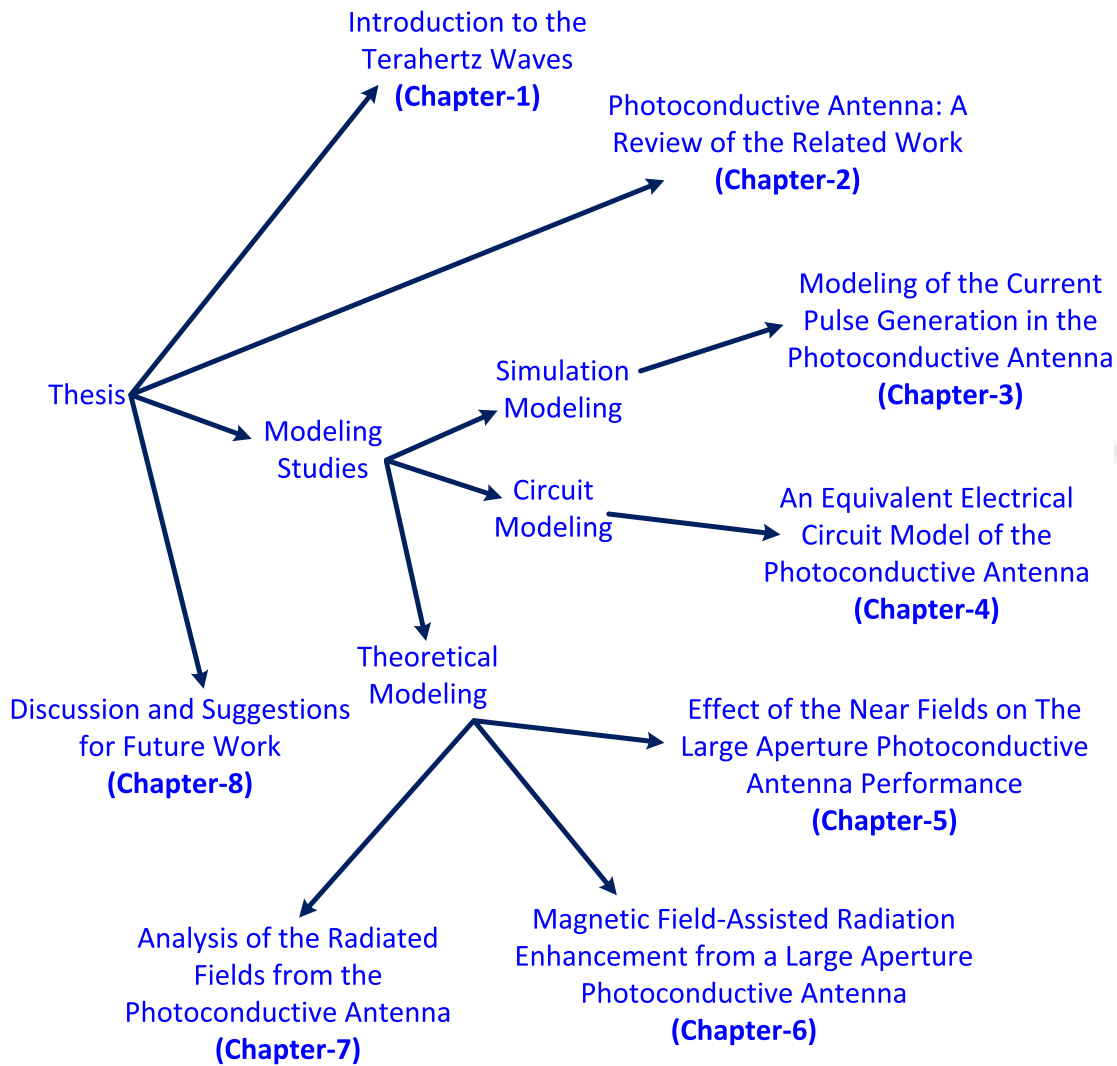 Introduction to the
Terahertz Waves
(Chapter-1)
Photoconductive Antenna: A
Review of the Related Work
(Chapter-2)
Thesis
Modeling
Studies
Simulation
Modeling
Modeling of the Current
Pulse Generation in the
Photoconductive Antenna
(Chapter-3)
Circuit
Modeling
An Equivalent Electrical
Circuit Model of the
Photoconductive Antenna
(Chapter-4)
Theoretical
Modeling
Effect of the Near Fields on The
Large Aperture Photoconductive
Antenna Performance
(Chapter-5)
Magnetic Field-Assisted Radiation
Enhancement from a Large Aperture
Photoconductive Antenna
(Chapter-6)
Analysis of the Radiated
Fields from the
Photoconductive Antenna
(Chapter-7)
Discussion and Suggestions
for Future Work
(Chapter-8)